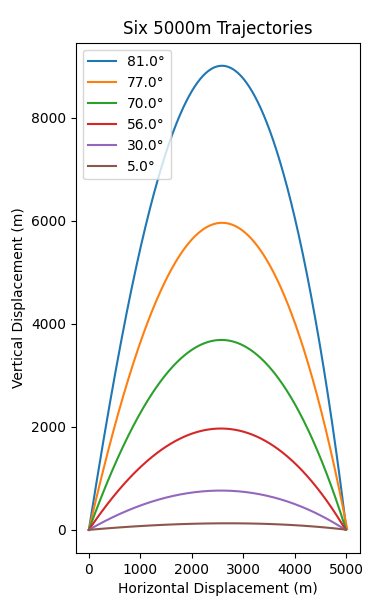 Six 5000m Trajectories
81.0°
77.0°
70.0°
56.0°
30.0°
5.0°
Vertical Displacement (m)
8000
6000
4000
2000
0
0 1000 2000 3000 4000 5000
Horizontal Displacement (m)